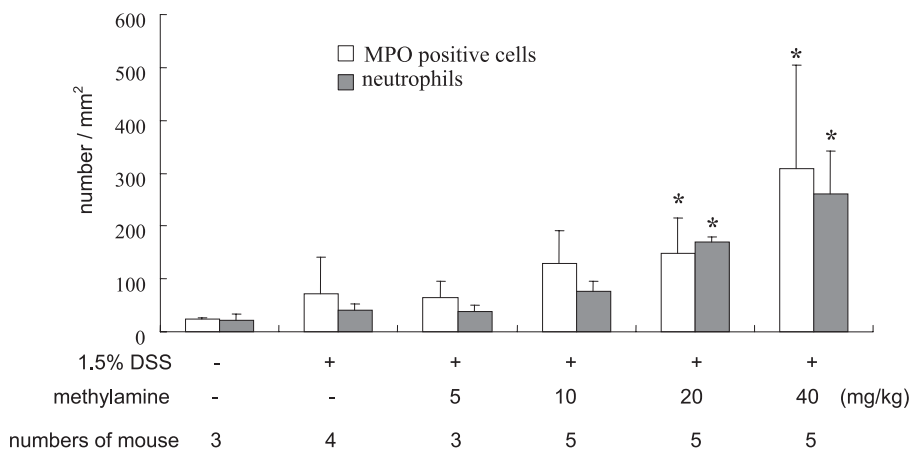 600
500
400
300
200
100
0
number / mm²
MPO positive cells
neutrophils
*
*
*
*
1.5% DSS - + + + + +
methylamine - - 5 10 20 40 (mg/kg)
numbers of mouse 3 4 3 5 5 5